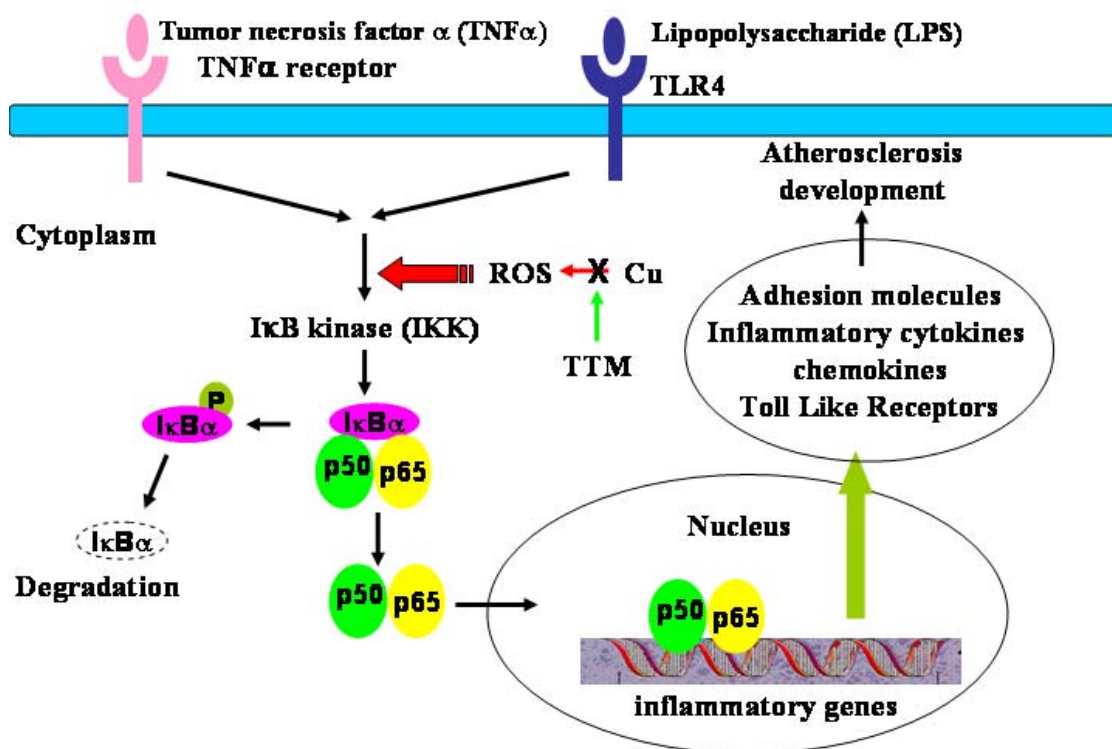 Tumor necrosis factor α (TNFα)
TNFα receptor
Lipopolysaccharide (LPS)
TLR4
Atherosclerosis
development
Cytoplasm
ROS
X
Cu
TTM
IκB kinase (IKK)
Adhesion molecules
Inflammatory cytokines
chemokines
Toll Like Receptors
P
IκBα
IκBα
p50
p65
IκBα
Degradation
p50
p65
Nucleus
p50
p65
inflammatory genes